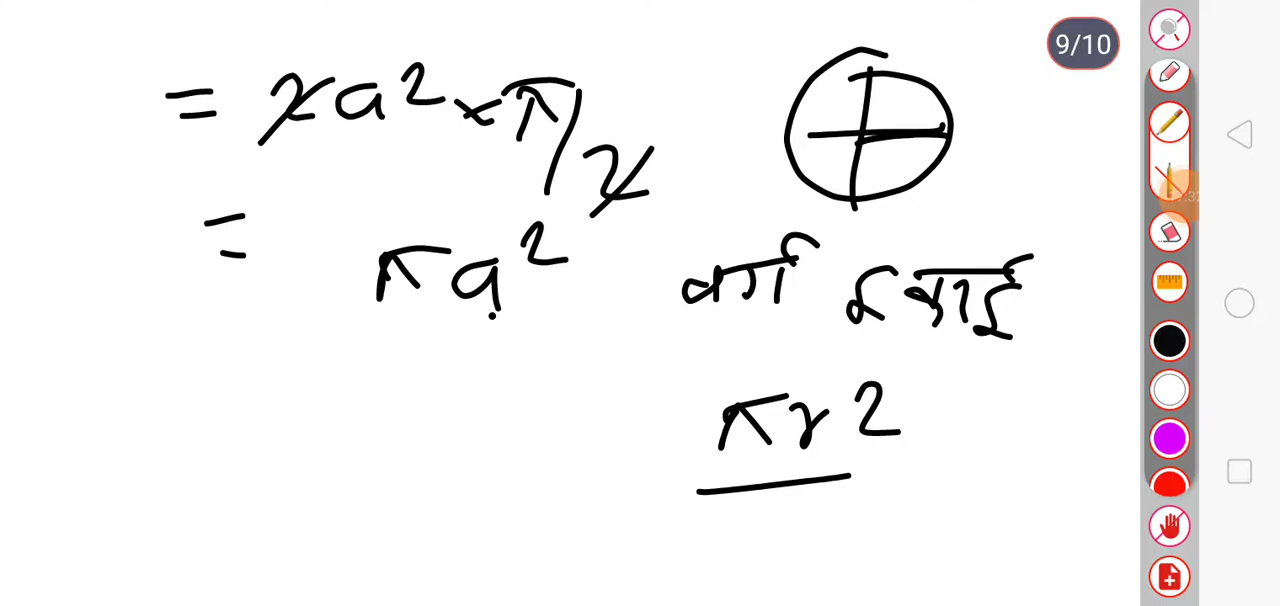 9/10
= 2a² × π/2
= πa² वर्ग इकाई
πr2